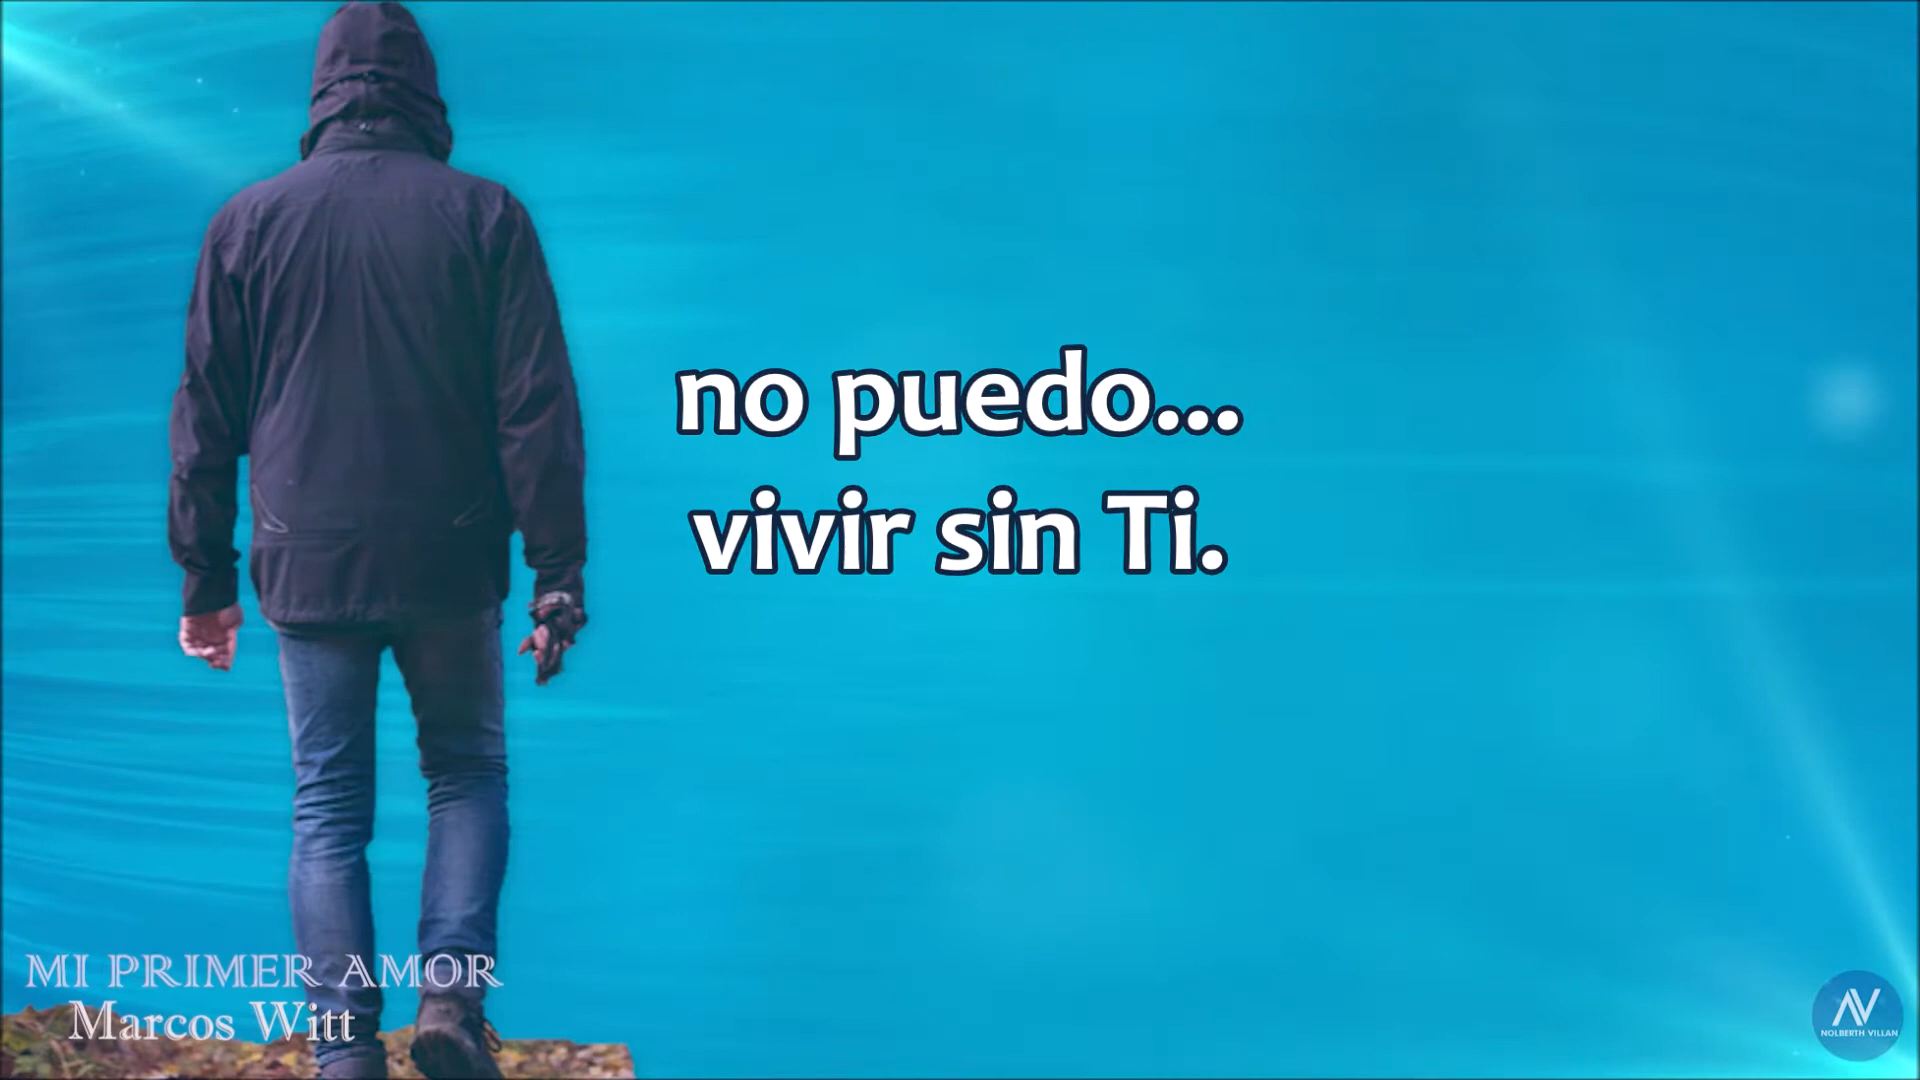 no puedo...
vivir sin Ti.
MI PRIMER AMOR
Marcos Witt
NOLBERTH VILLAN